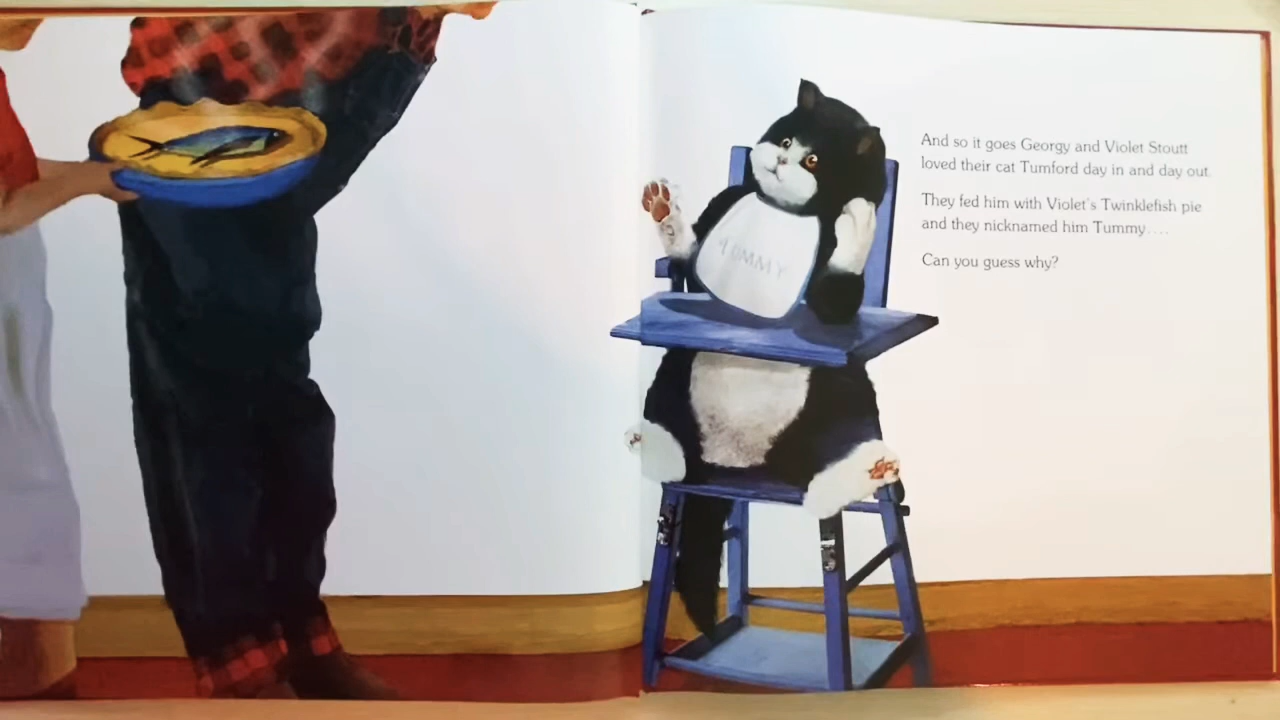 TUMMY
And so it goes Georgy and Violet Stoutt
loved their cat Tumford day in and day out.
They fed him with Violet's Twinklefish pie
and they nicknamed him Tummy....
Can you guess why?